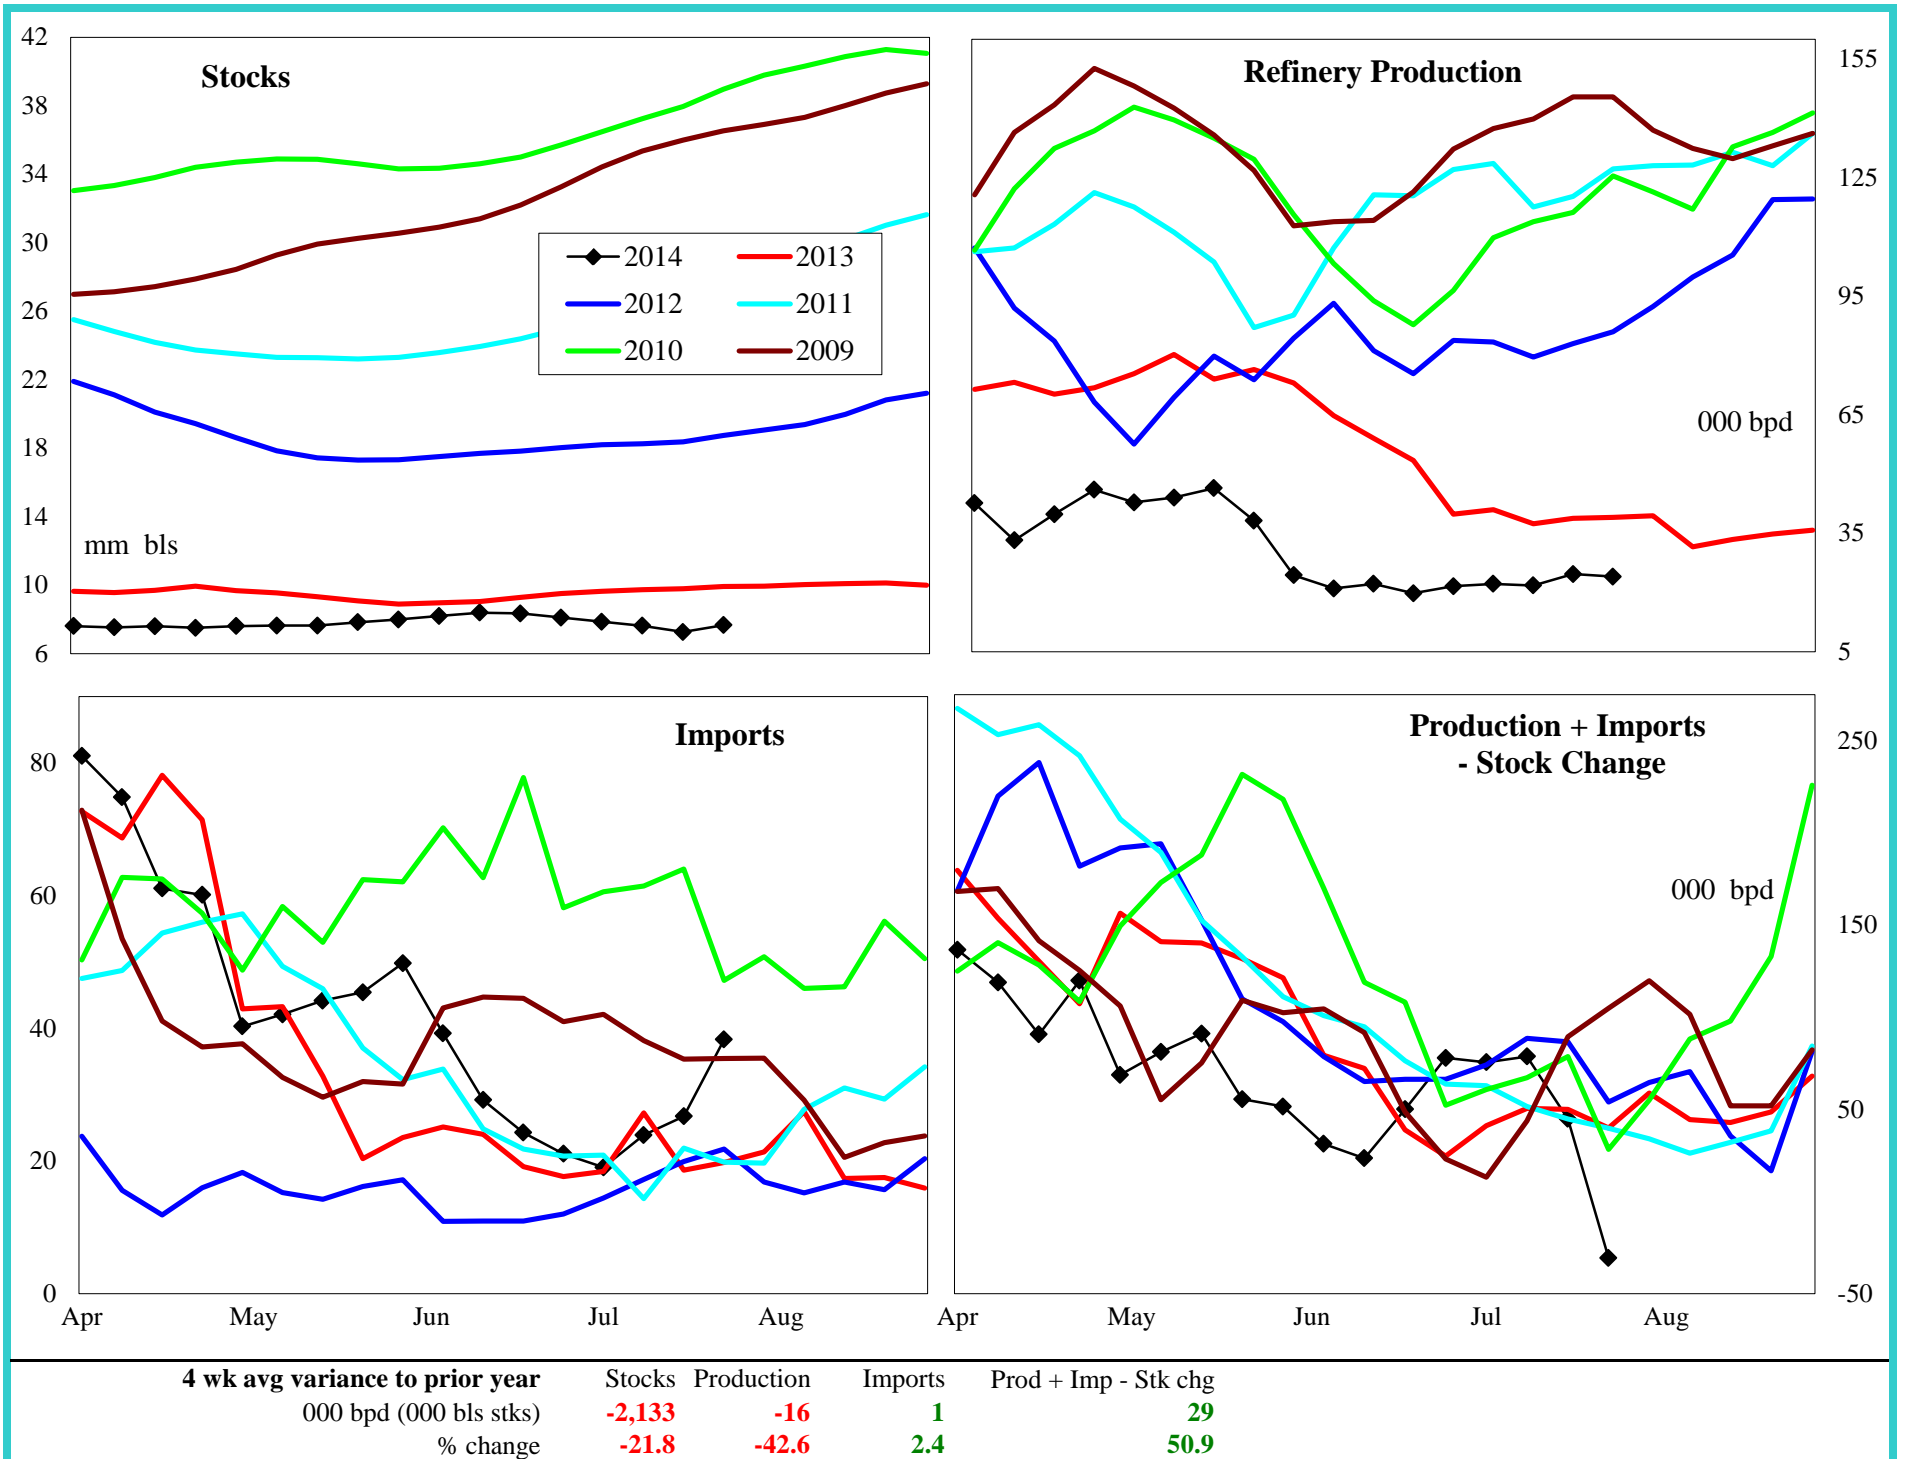 Stocks
42
38
34
30
26
22
18
14
10
6
mm bls
2014
2013
2012
2011
2010
2009
Refinery Production
155
125
95
65
35
5
000 bpd
Imports
80
60
40
20
0
Apr May Jun Jul Aug
Production + Imports
- Stock Change
250
150
50
-50
000 bpd
Apr May Jun Jul Aug
4 wk avg variance to prior year Stocks Production Imports Prod + Imp - Stk chg
000 bpd (000 bls stks) -2,133 -16 1 29
% change -21.8 -42.6 2.4 50.9